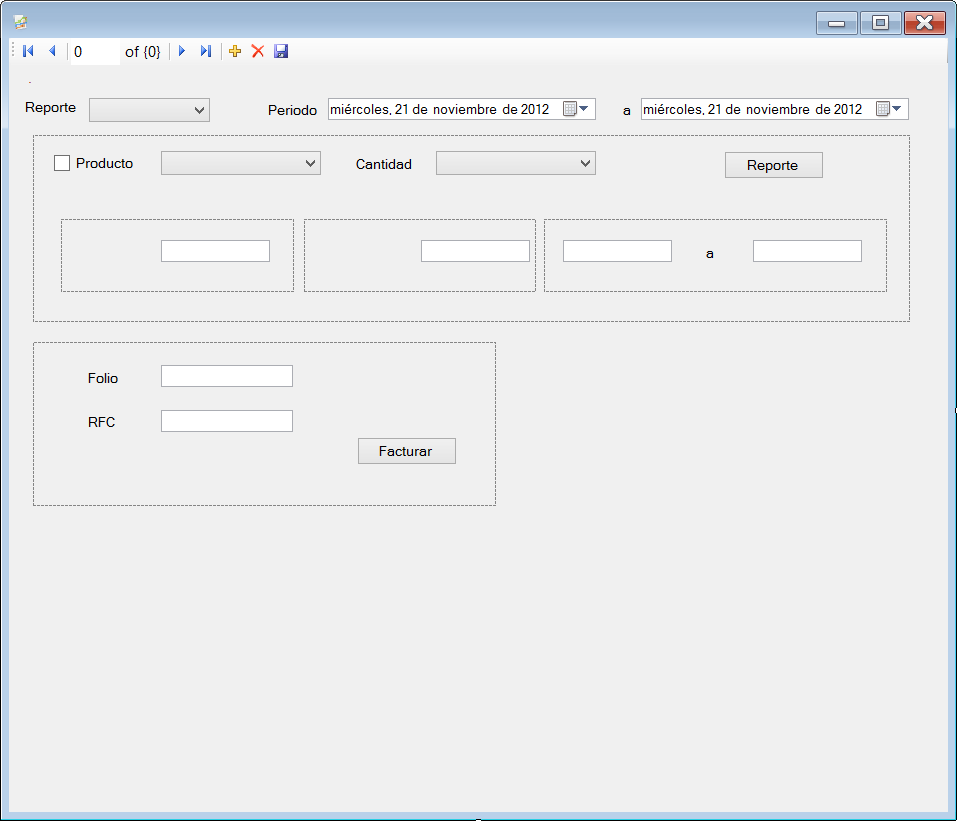 0 of {0}
Reporte Periodo miércoles, 21 de noviembre de 2012 a miércoles, 21 de noviembre de 2012
Producto Cantidad Reporte
a
Folio
RFC
Facturar